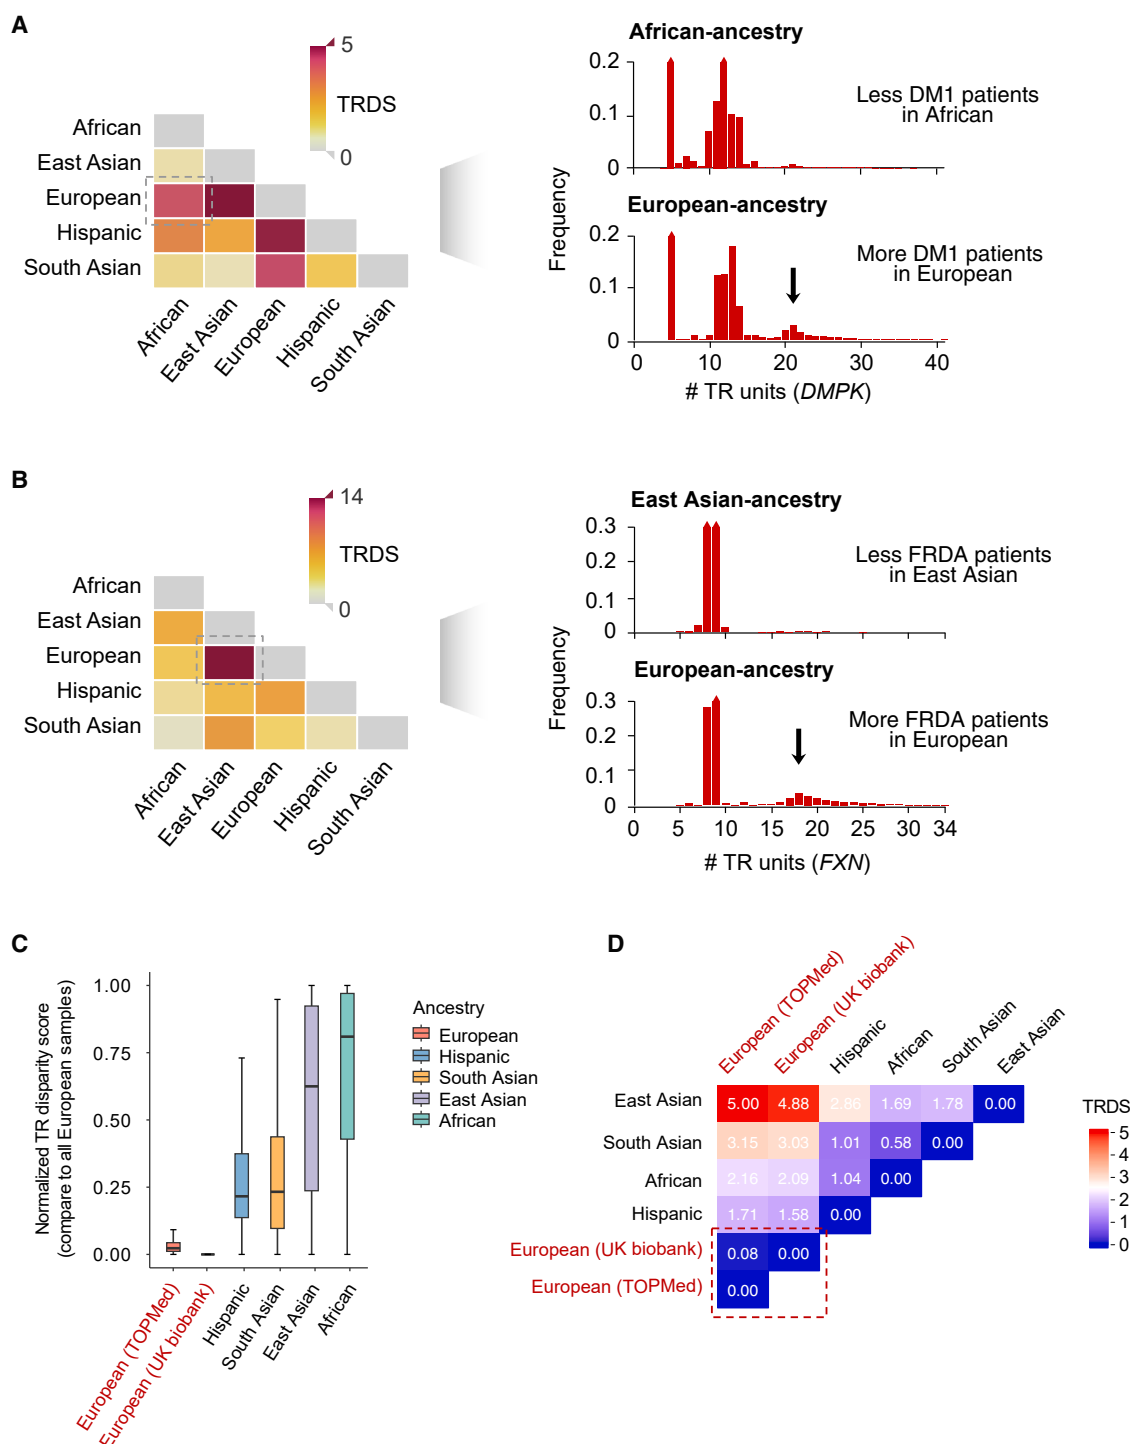 A
5
TRDS
0
African
East Asian
European
Hispanic
South Asian
African
East Asian
European
Hispanic
South Asian
African-ancestry
Less DM1 patients
in African
0.2
0.1
0
European-ancestry
More DM1 patients
in European
0.2
0.1
0
Frequency
0
10
20
30
40
# TR units (DMPK)
B
14
TRDS
0
African
East Asian
European
Hispanic
South Asian
African
East Asian
European
Hispanic
South Asian
East Asian-ancestry
Less FRDA patients
in East Asian
0.3
0.2
0.1
0
European-ancestry
More FRDA patients
in European
0.3
0.2
0.1
0
Frequency
0
5
10
15
20
25
30
34
# TR units (FXN)
C
Normalized TR disparity score
(compare to all European samples)
1.00
0.75
0.50
0.25
0.00
European (TOPMed)
European (UK biobank)
Hispanic
South Asian
East Asian
African
Ancestry
European
Hispanic
South Asian
East Asian
African
D
European (TOPMed)
European (UK biobank)
Hispanic
African
South Asian
East Asian
East Asian 5.00 4.88 2.86 1.69 1.78 0.00
South Asian 3.15 3.03 1.01 0.58 0.00
African 2.16 2.09 1.04 0.00
Hispanic 1.71 1.58 0.00
European (UK biobank) 0.08 0.00
European (TOPMed) 0.00
TRDS
5
4
3
2
1
0